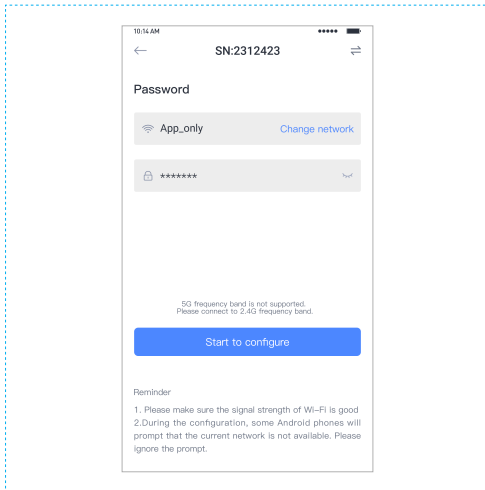 10:14 AM
SN:2312423
Password
App_only Change network
*******
5G frequency band is not supported.
Please connect to 2.4G frequency band.
Start to configure
Reminder
1. Please make sure the signal strength of Wi-Fi is good
2.During the configuration, some Android phones will
prompt that the current network is not available. Please
ignore the prompt.